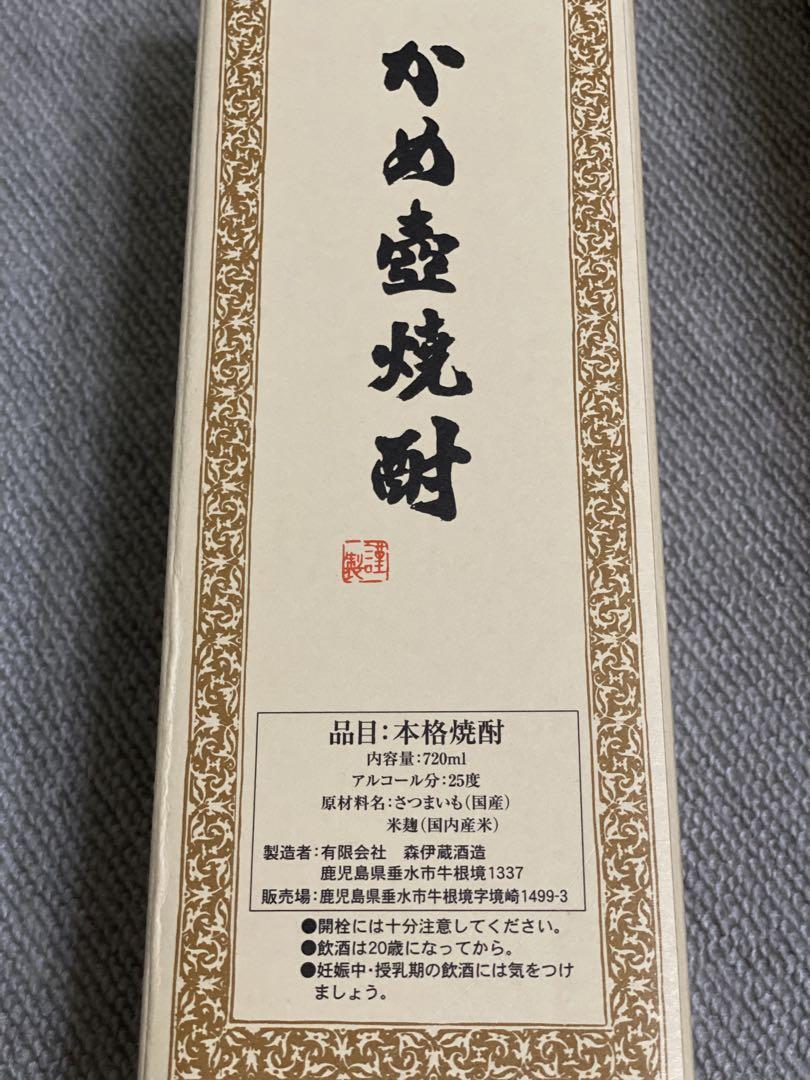 かめ壺焼酎
謹製
品目:本格焼酎
内容量:720ml
アルコール分:25度
原材料名:さつまいも(国産)
米麹(国内産米)
製造者:有限会社　森伊蔵酒造
鹿児島県垂水市牛根境1337
販売場:鹿児島県垂水市牛根境字境崎1499-3
●開栓には十分注意してください。
●飲酒は20歳になってから。
●妊娠中・授乳期の飲酒には気をつけ
ましょう。